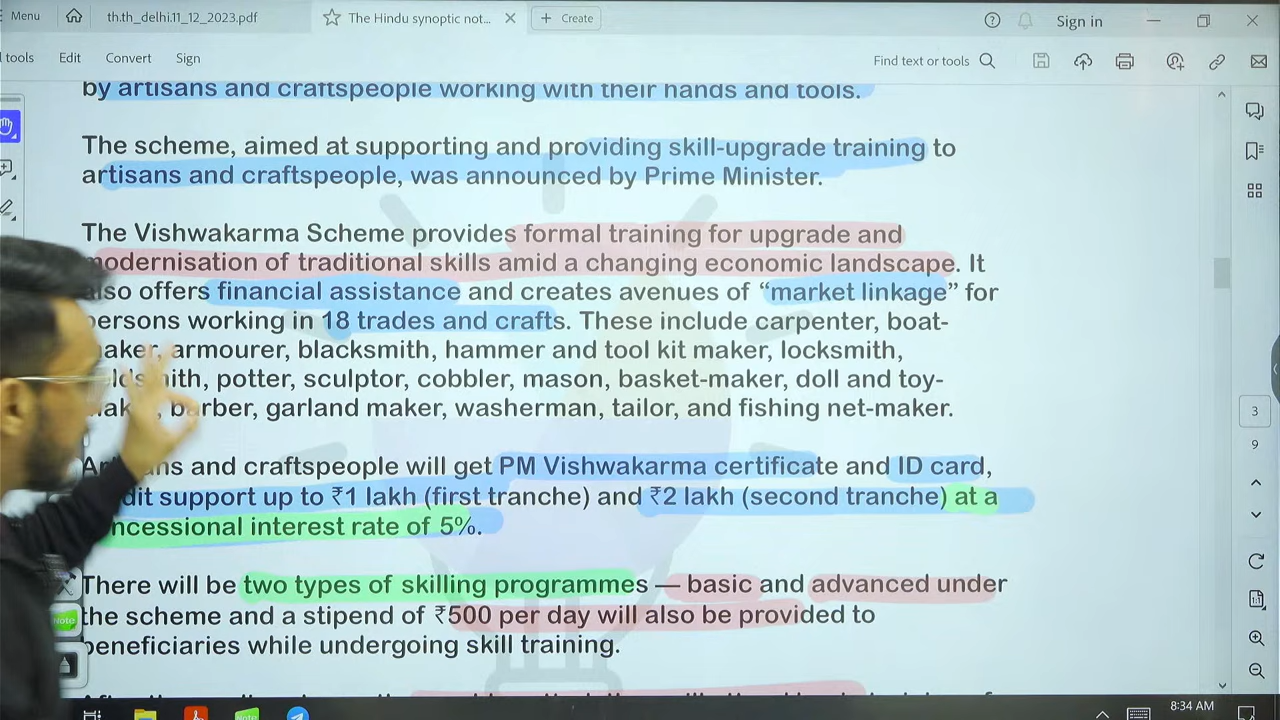 Menu
th.th_delhi.11_12_2023.pdf
The Hindu synoptic not...
Create
Sign in
tools
Edit
Convert
Sign
Find text or tools
by artisans and craftspeople working with their hands and tools.
The scheme, aimed at supporting and providing skill-upgrade training to
artisans and craftspeople, was announced by Prime Minister.
The Vishwakarma Scheme provides formal training for upgrade and
modernisation of traditional skills amid a changing economic landscape. It
also offers financial assistance and creates avenues of “market linkage” for
persons working in 18 trades and crafts. These include carpenter, boat-
maker, armourer, blacksmith, hammer and tool kit maker, locksmith,
goldsmith, potter, sculptor, cobbler, mason, basket-maker, doll and toy-
maker, barber, garland maker, washerman, tailor, and fishing net-maker.
Artisans and craftspeople will get PM Vishwakarma certificate and ID card,
credit support up to ₹1 lakh (first tranche) and ₹2 lakh (second tranche) at a
concessional interest rate of 5%.
There will be two types of skilling programmes — basic and advanced under
the scheme and a stipend of ₹500 per day will also be provided to
beneficiaries while undergoing skill training.
3
9
Note
Note
8:34 AM